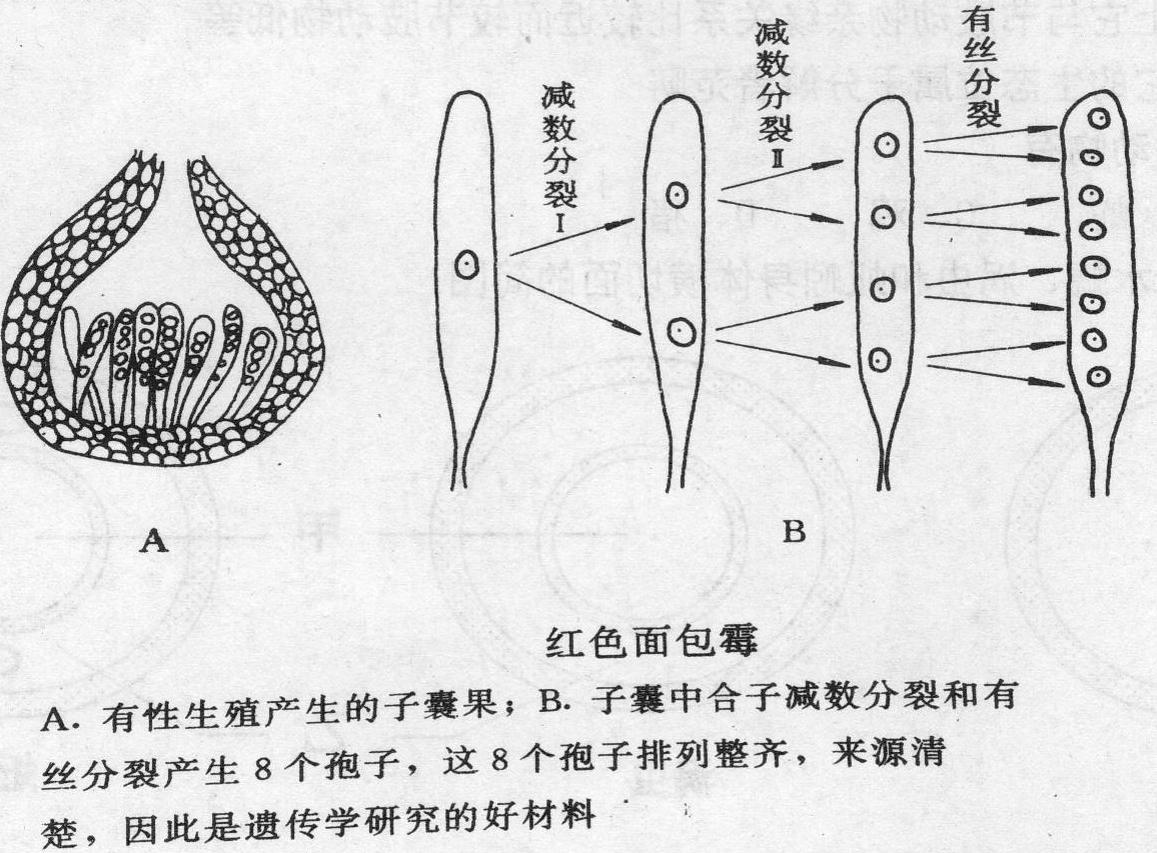 减数分裂Ⅰ
减数分裂Ⅱ
有丝分裂
A
B
红色面包霉
A. 有性生殖产生的子囊果；B. 子囊中合子减数分裂和有
丝分裂产生 8 个孢子，这 8 个孢子排列整齐，来源清
楚，因此是遗传学研究的好材料